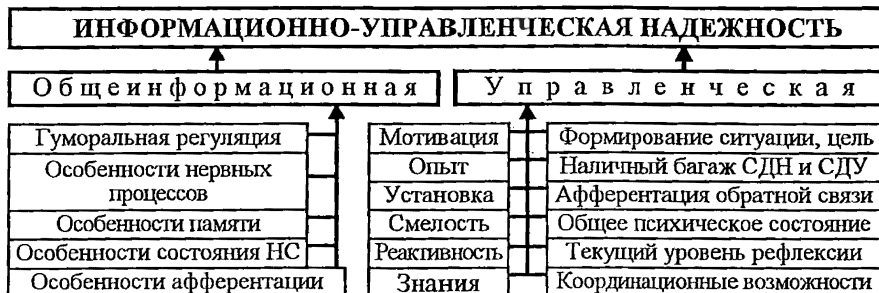 ИНФОРМАЦИОННО-УПРАВЛЕНЧЕСКАЯ НАДЕЖНОСТЬ
Общеинформационная
Управленческая
Гуморальная регуляция
Особенности нервных
процессов
Особенности памяти
Особенности состояния НС
Особенности афферентации
Мотивация
Опыт
Установка
Смелость
Реактивность
Знания
Формирование ситуации, цель
Наличный багаж СДН и СДУ
Афферентация обратной связи
Общее психическое состояние
Текущий уровень рефлексии
Координационные возможности